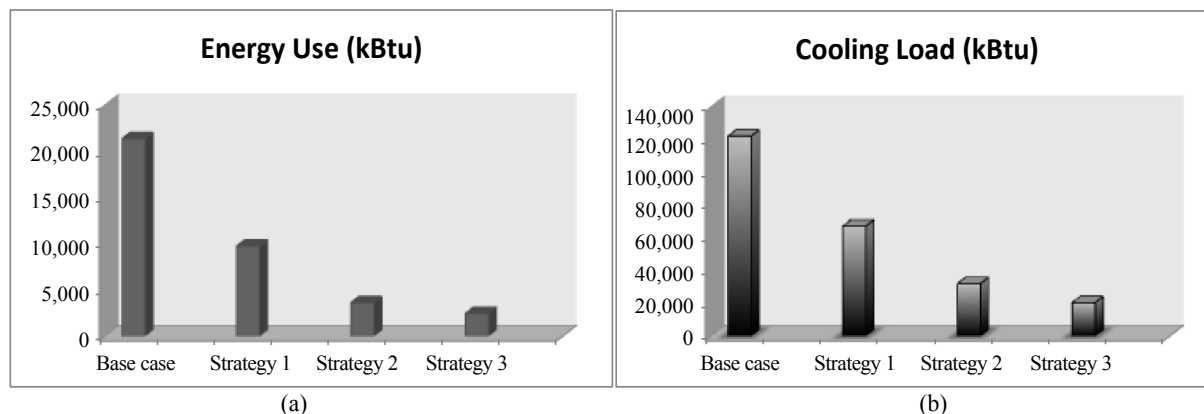 Energy Use (kBtu)
25,000
20,000
15,000
10,000
5,000
0
Base case Strategy 1 Strategy 2 Strategy 3
(a)
Cooling Load (kBtu)
140,000
120,000
100,000
80,000
60,000
40,000
20,000
0
Base case Strategy 1 Strategy 2 Strategy 3
(b)